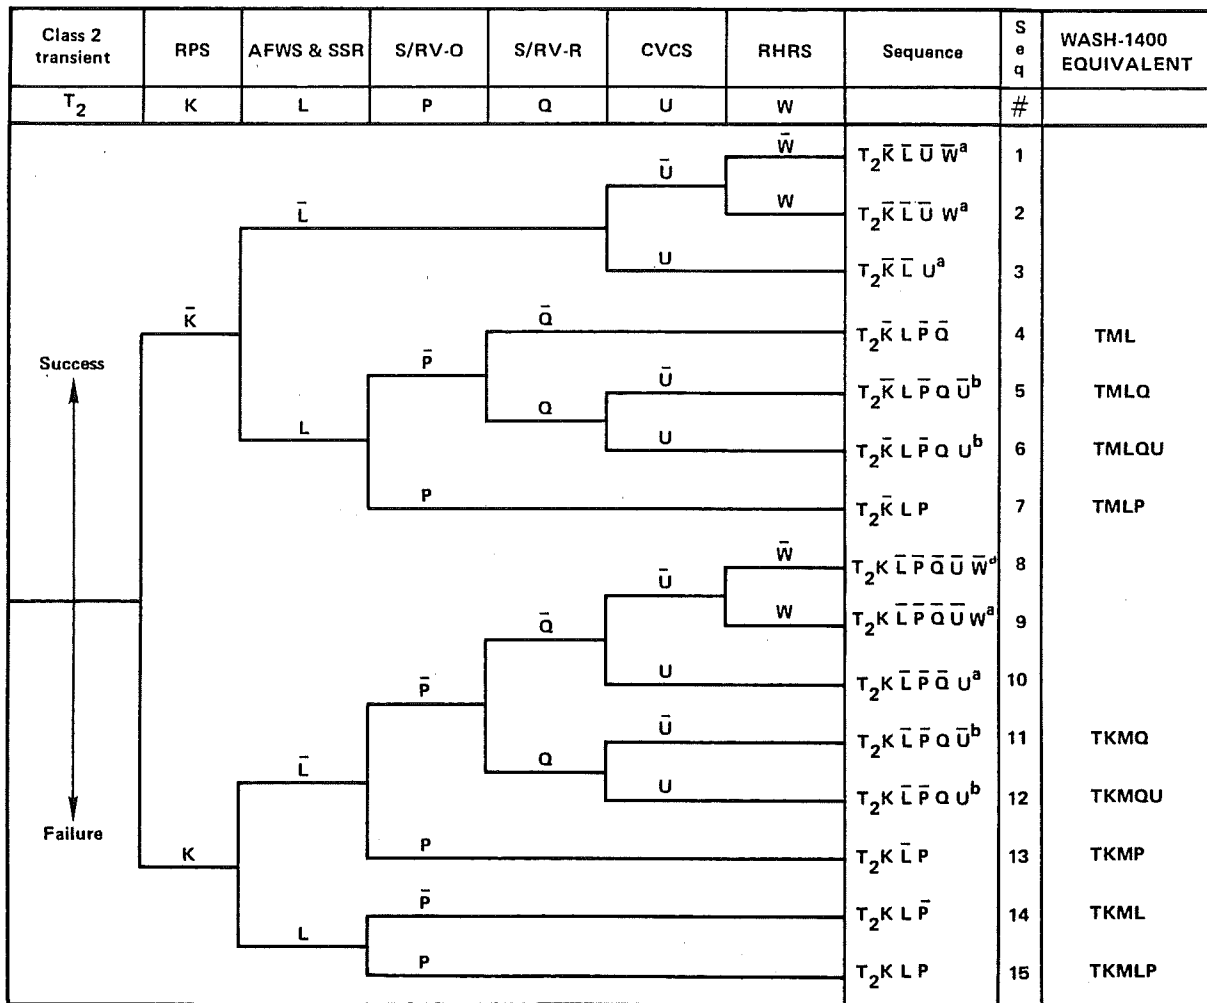 Class 2 transient RPS AFWS & SSR S/RV-O S/RV-R CVCS RHRS Sequence Seq WASH-1400 EQUIVALENT
T₂ K L P Q U W #
W̄ T₂K̄ L̄ Ū W̄ᵃ 1
Ū
W T₂K̄ L̄ Ū Wᵃ 2
L̄
U T₂K̄ L̄ Uᵃ 3
K̄
Q̄ T₂K̄ L P̄ Q̄ 4 TML
Success
P̄
Ū T₂K̄ L P̄ Q Ūᵇ 5 TMLQ
Q
L
U T₂K̄ L P̄ Q Uᵇ 6 TMLQU
P T₂K̄ L P 7 TMLP
W̄ T₂K L̄ P̄ Q̄ Ū W̄ᵈ 8
Ū
W T₂K L̄ P̄ Q̄ Ū Wᵃ 9
Q̄
U T₂K L̄ P̄ Q̄ Uᵃ 10
P̄
Ū T₂K L̄ P̄ Q Ūᵇ 11 TKMQ
Q
L̄
U T₂K L̄ P̄ Q Uᵇ 12 TKMQU
Failure
K
P T₂K L̄ P 13 TKMP
P̄ T₂K L P̄ 14 TKML
L
P T₂K L P 15 TKMLP